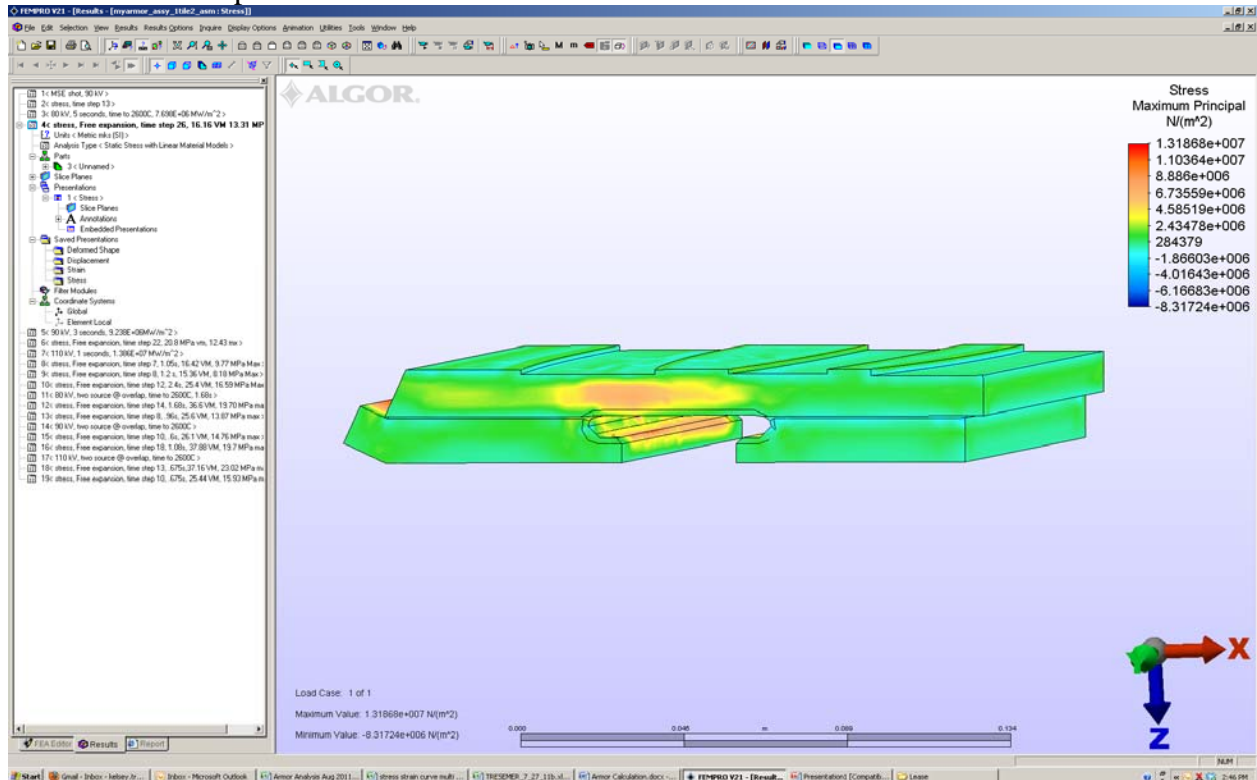 FEMPRO V21 - [Results - [myarmor_assy_1tile2_asm : Stress]]
File Edit Selection View Results Results Options Inquire Display Options Animation Utilities Tools Window Help
1< MSE shot, 90 kV >
2< stress, time step 13 >
3< 80 kV, 5 seconds, time to 2600C, 7.698E+06 MW/m^2 >
4< stress, Free expansion, time step 26, 16.16 VM 13.31 MP
Units < Metric mks (SI) >
Analysis Type < Static Stress with Linear Material Models >
Parts
3 < Unnamed >
Slice Planes
Presentations
1 < Stress >
Slice Planes
Annotations
Embedded Presentations
Saved Presentations
Deformed Shape
Displacement
Strain
Stress
Filter Modules
Coordinate Systems
Global
Element Local
5< 90 kV, 3 seconds, 9.238E+06MW/m^2 >
6< stress, Free expansion, time step 22, 20.8 MPa vm, 12.43 mx >
7< 110 kV, 1 seconds, 1.386E+07 MW/m^2 >
8< stress, Free expansion, time step 7, 1.05s, 16.42 VM, 9.77 MPa Max >
9< stress, Free expansion, time step 8, 1.2 s, 15.36 VM, 8.18 MPa Max >
10< stress, Free expansion, time step 12, 2.4s, 25.4 VM, 16.59 MPa Max
11< 80 kV, two source @ overlap, time to 2600C, 1.68s >
12< stress, Free expansion, time step 14, 1.68s, 36.6 VM, 19.70 MPa ma
13< stress, Free expansion, time step 8, .96s, 25.6 VM, 13.87 MPa max >
14< 90 kV, two source @ overlap, time to 2600C >
15< stress, Free expansion, time step 10, .6s, 26.1 VM, 14.76 MPa max >
16< stress, Free expansion, time step 18, 1.08s, 37.88 VM, 19.7 MPa ma
17< 110 kV, two source @ overlap, time to 2600C >
18< stress, Free expansion, time step 13, .675s,37.16 VM, 23.02 MPa m
19< stress, Free expansion, time step 10, .675s, 25.44 VM, 15.93 MPa m
FEA Editor Results Report
ALGOR.
Stress
Maximum Principal
N/(m^2)
1.31868e+007
1.10364e+007
8.886e+006
6.73559e+006
4.58519e+006
2.43478e+006
284379
-1.86603e+006
-4.01643e+006
-6.16683e+006
-8.31724e+006
X
Z
Load Case: 1 of 1
Maximum Value: 1.31868e+007 N/(m^2)
Minimum Value: -8.31724e+006 N/(m^2)
0.000 0.045 m 0.089 0.134
NUM
Start Gmail - Inbox - kelsey.tr... Inbox - Microsoft Outlook Armor Analysis Aug 2011... stress strain curve multi ... TRESEMER_7_27_11b.xl... Armor Calculation.docx -... FEMPRO V21 - [Result... Presentation1 [Compatib... Lease 2:46 PM